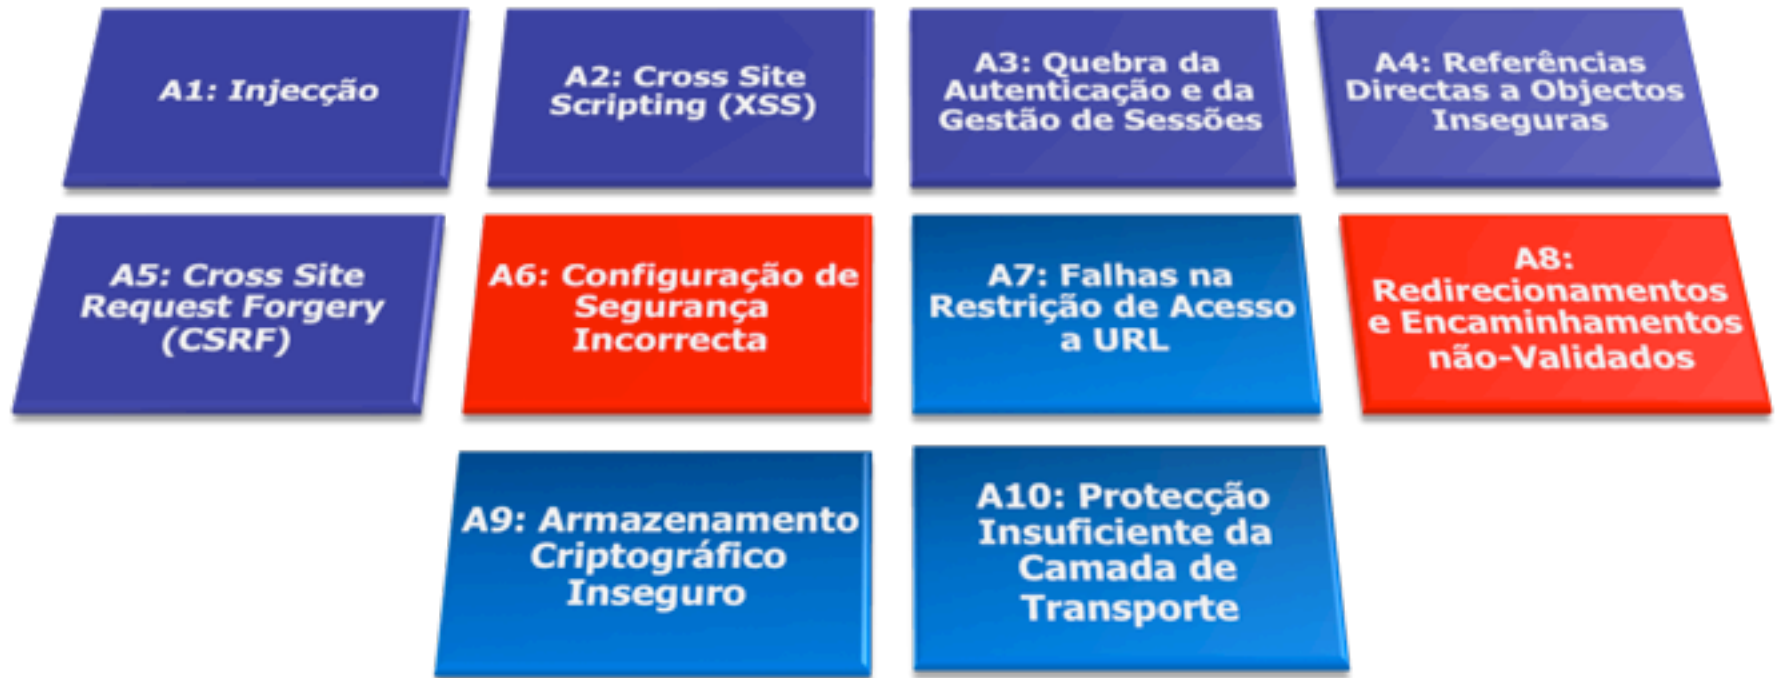 A1: Injecção
A2: Cross Site
Scripting (XSS)
A3: Quebra da
Autenticação e da
Gestão de Sessões
A4: Referências
Directas a Objectos
Inseguras
A5: Cross Site
Request Forgery
(CSRF)
A6: Configuração de
Segurança
Incorrecta
A7: Falhas na
Restrição de Acesso
a URL
A8:
Redirecionamentos
e Encaminhamentos
não-Validados
A9: Armazenamento
Criptográfico
Inseguro
A10: Protecção
Insuficiente da
Camada de
Transporte